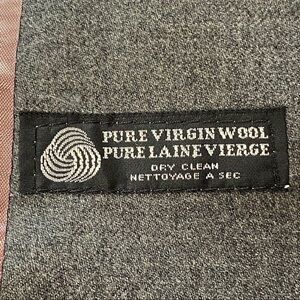 PURE VIRGIN WOOL
PURE LAINE VIERGE
DRY CLEAN
NETTOYAGE A SEC